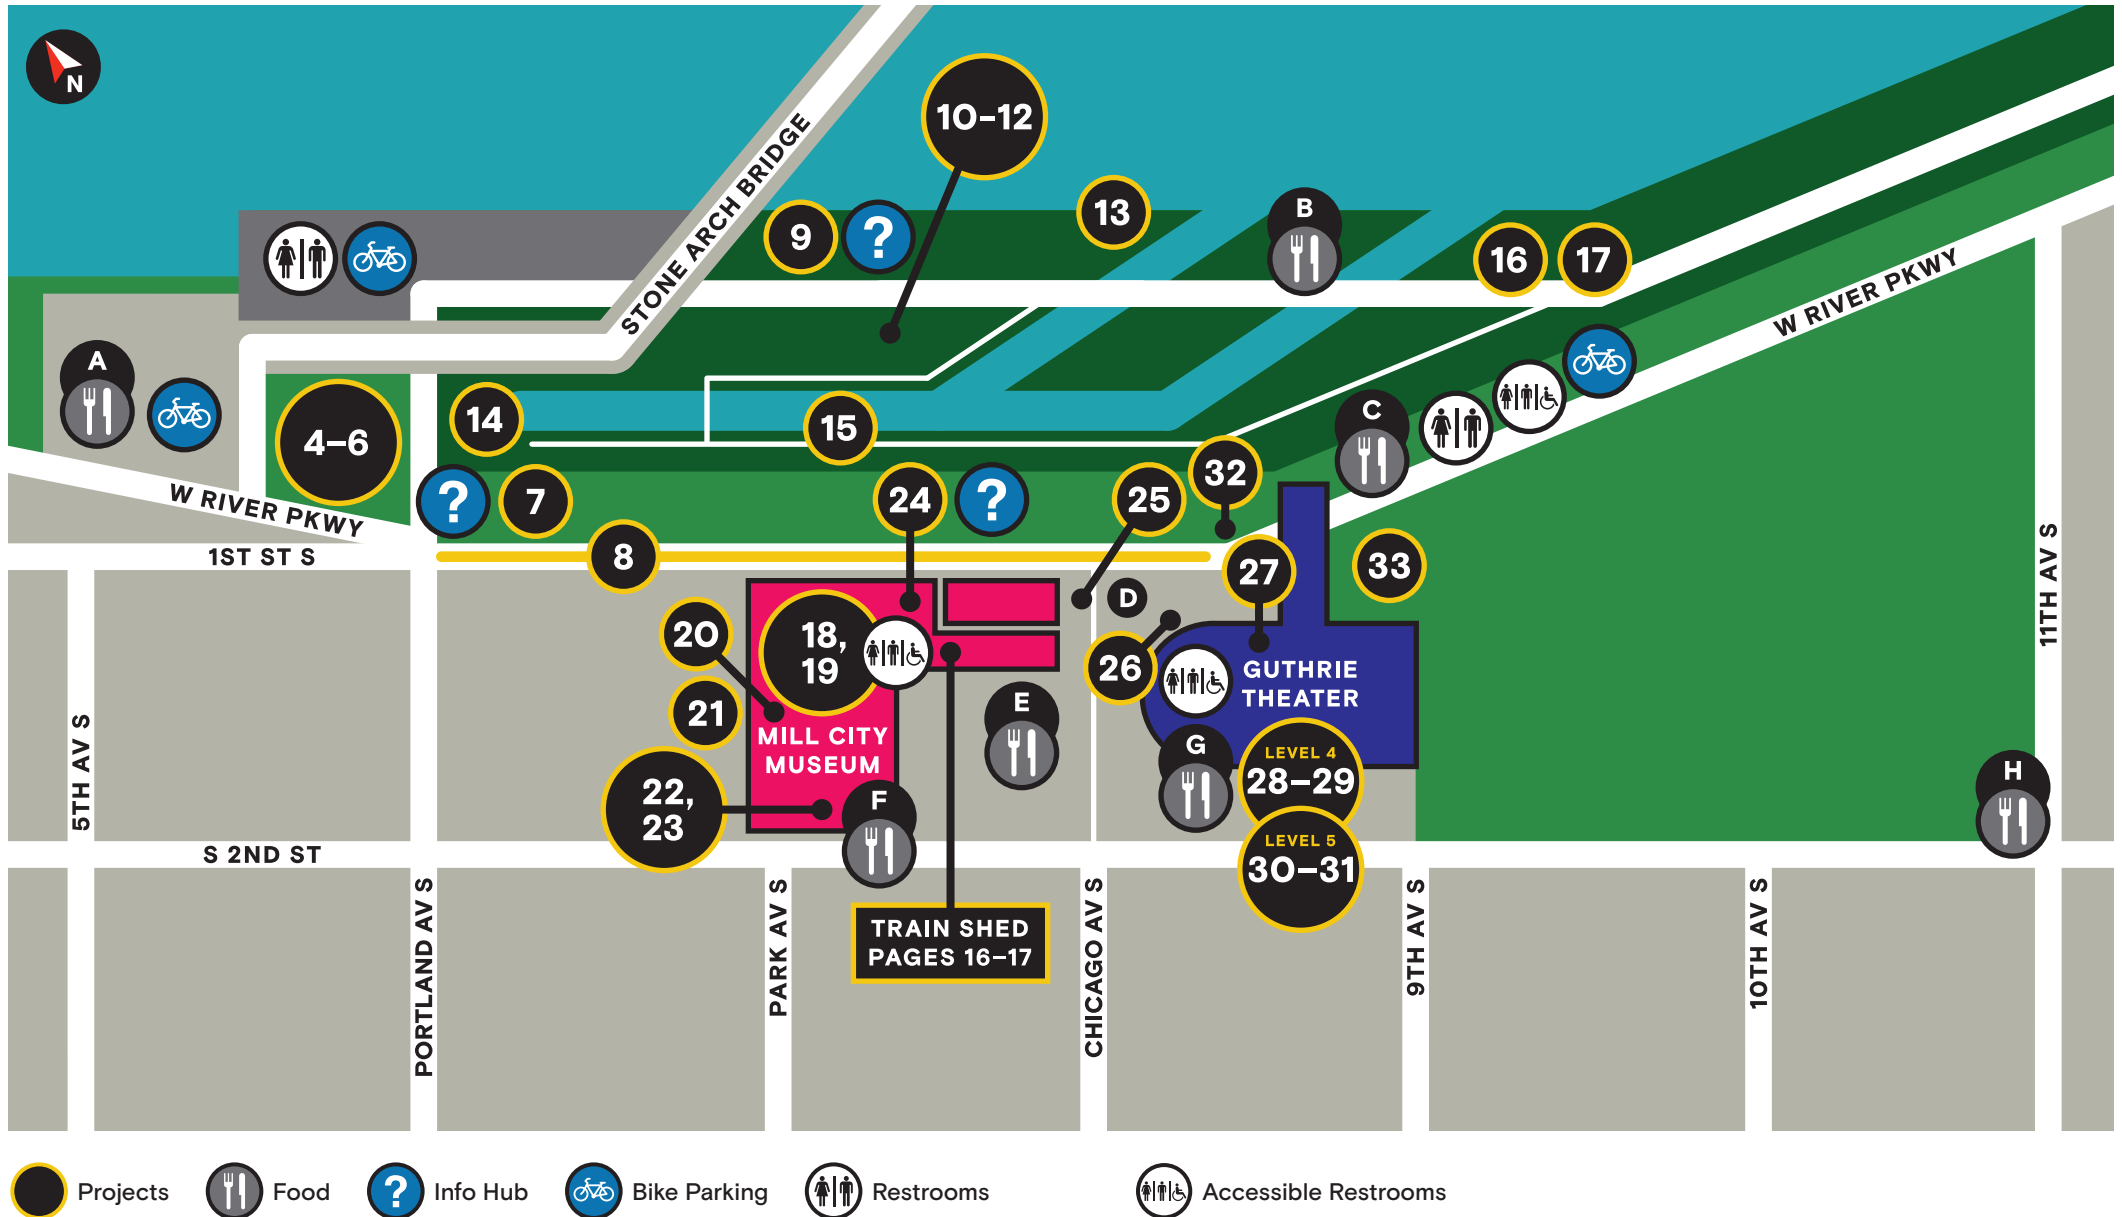 N
10–12
STONE ARCH BRIDGE
9
?
13
B
16
17
W RIVER PKWY
A
4–6
14
15
C
W RIVER PKWY
?
7
24
?
25
32
1ST ST S
8
27
33
11TH AV S
20
18,
19
D
26
GUTHRIE
THEATER
21
MILL CITY
MUSEUM
E
G
LEVEL 4
28–29
5TH AV S
22,
23
F
H
S 2ND ST
LEVEL 5
30–31
PORTLAND AV S
PARK AV S
TRAIN SHED
PAGES 16–17
CHICAGO AV S
9TH AV S
10TH AV S
Projects
Food
?
Info Hub
Bike Parking
Restrooms
Accessible Restrooms